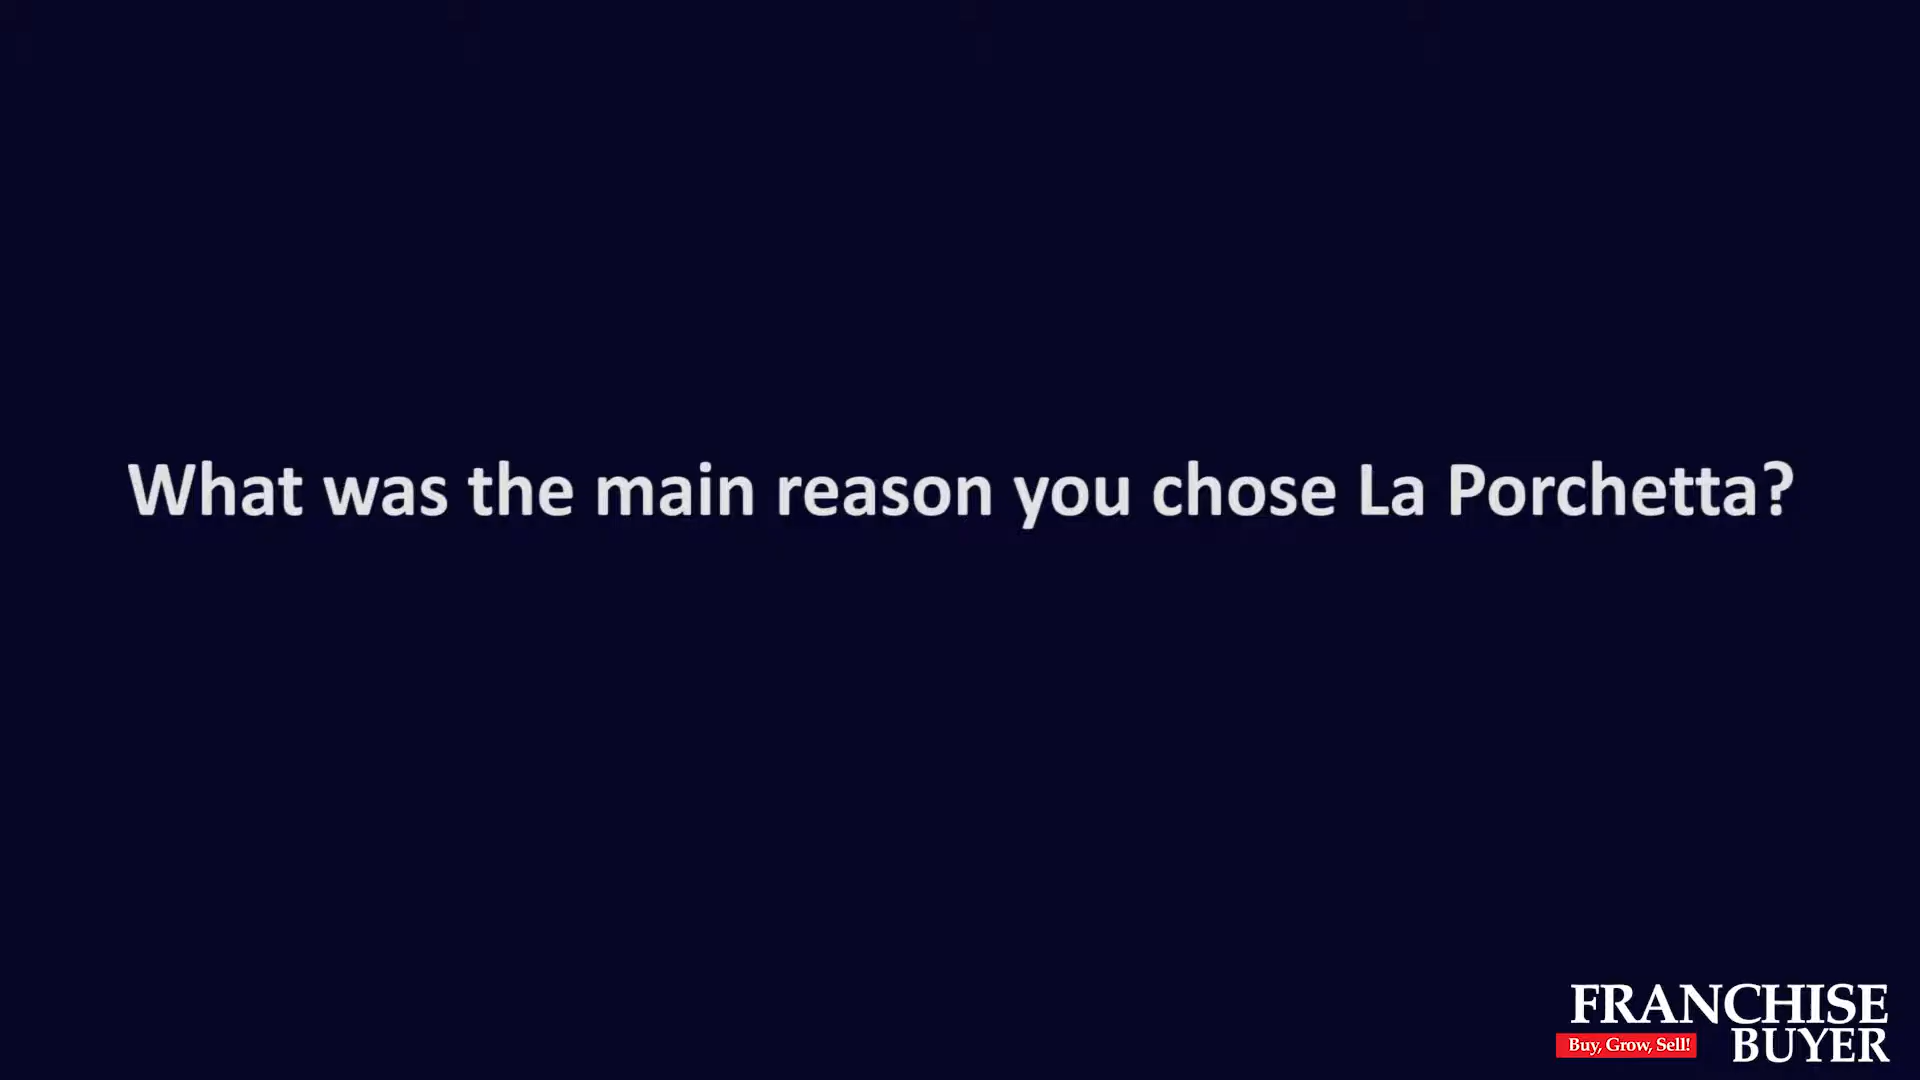 What was the main reason you chose La Porchetta?
FRANCHISE
Buy, Grow, Sell! BUYER